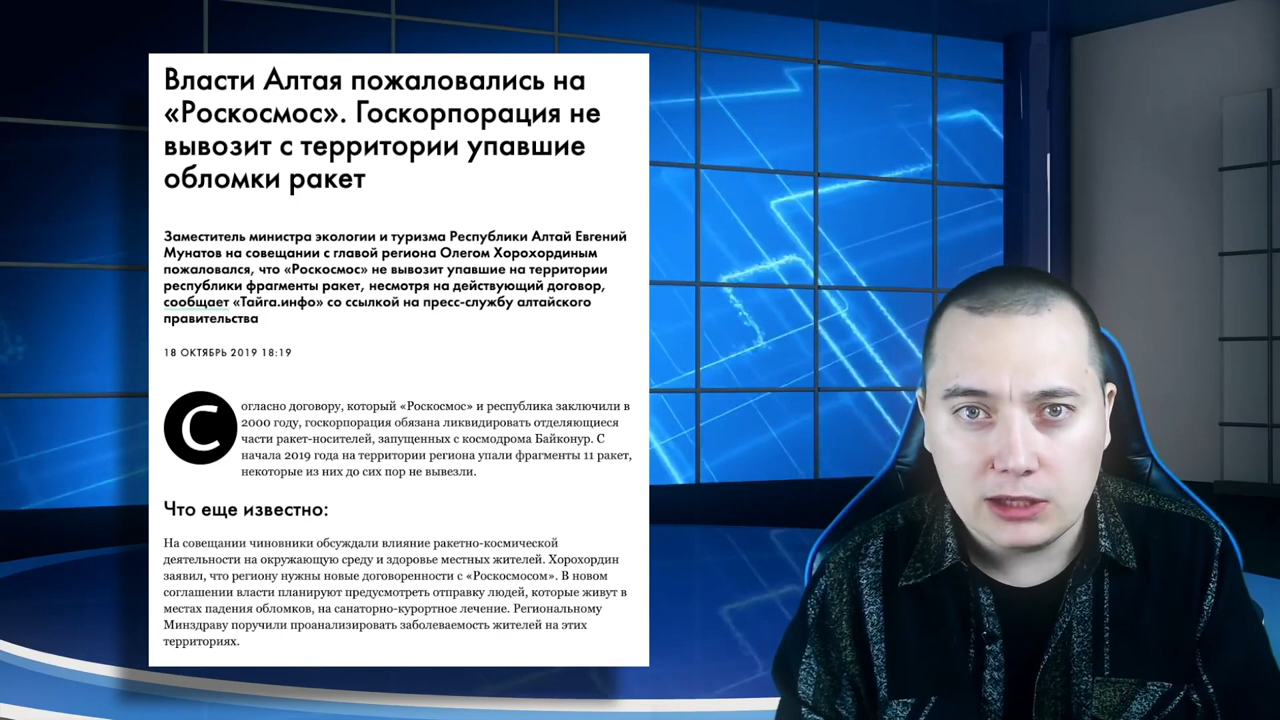 Власти Алтая пожаловались на
«Роскосмос». Госкорпорация не
вывозит с территории упавшие
обломки ракет
Заместитель министра экологии и туризма Республики Алтай Евгений
Мунатов на совещании с главой региона Олегом Хорохординым
пожаловался, что «Роскосмос» не вывозит упавшие на территории
республики фрагменты ракет, несмотря на действующий договор,
сообщает «Тайга.инфо» со ссылкой на пресс-службу алтайского
правительства
18 ОКТЯБРЬ 2019 18:19
Согласно договору, который «Роскосмос» и республика заключили в
2000 году, госкорпорация обязана ликвидировать отделяющиеся
части ракет-носителей, запущенных с космодрома Байконур. С
начала 2019 года на территории региона упали фрагменты 11 ракет,
некоторые из них до сих пор не вывезли.
Что еще известно:
На совещании чиновники обсуждали влияние ракетно-космической
деятельности на окружающую среду и здоровье местных жителей. Хорохордин
заявил, что региону нужны новые договоренности с «Роскосмосом». В новом
соглашении власти планируют предусмотреть отправку людей, которые живут в
местах падения обломков, на санаторно-курортное лечение. Региональному
Минздраву поручили проанализировать заболеваемость жителей на этих
территориях.